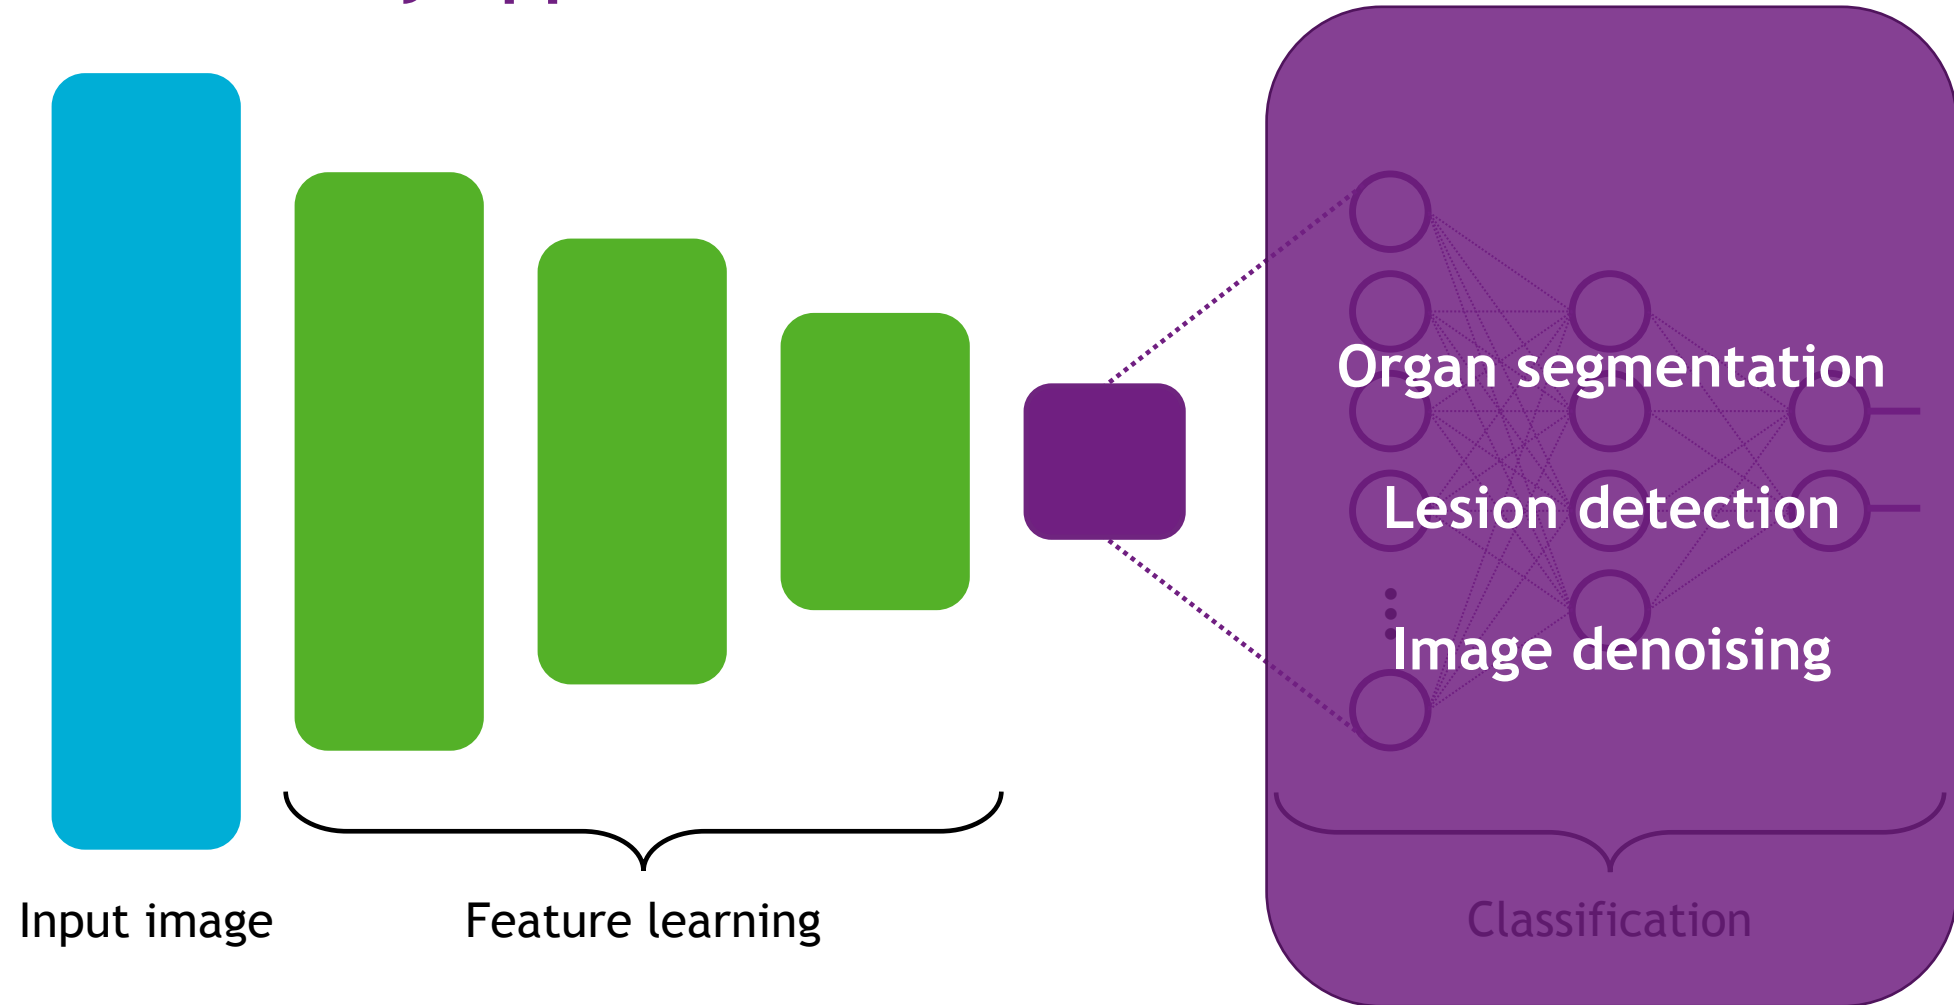 Organ segmentation
Lesion detection
Image denoising
Input image
Feature learning
Classification